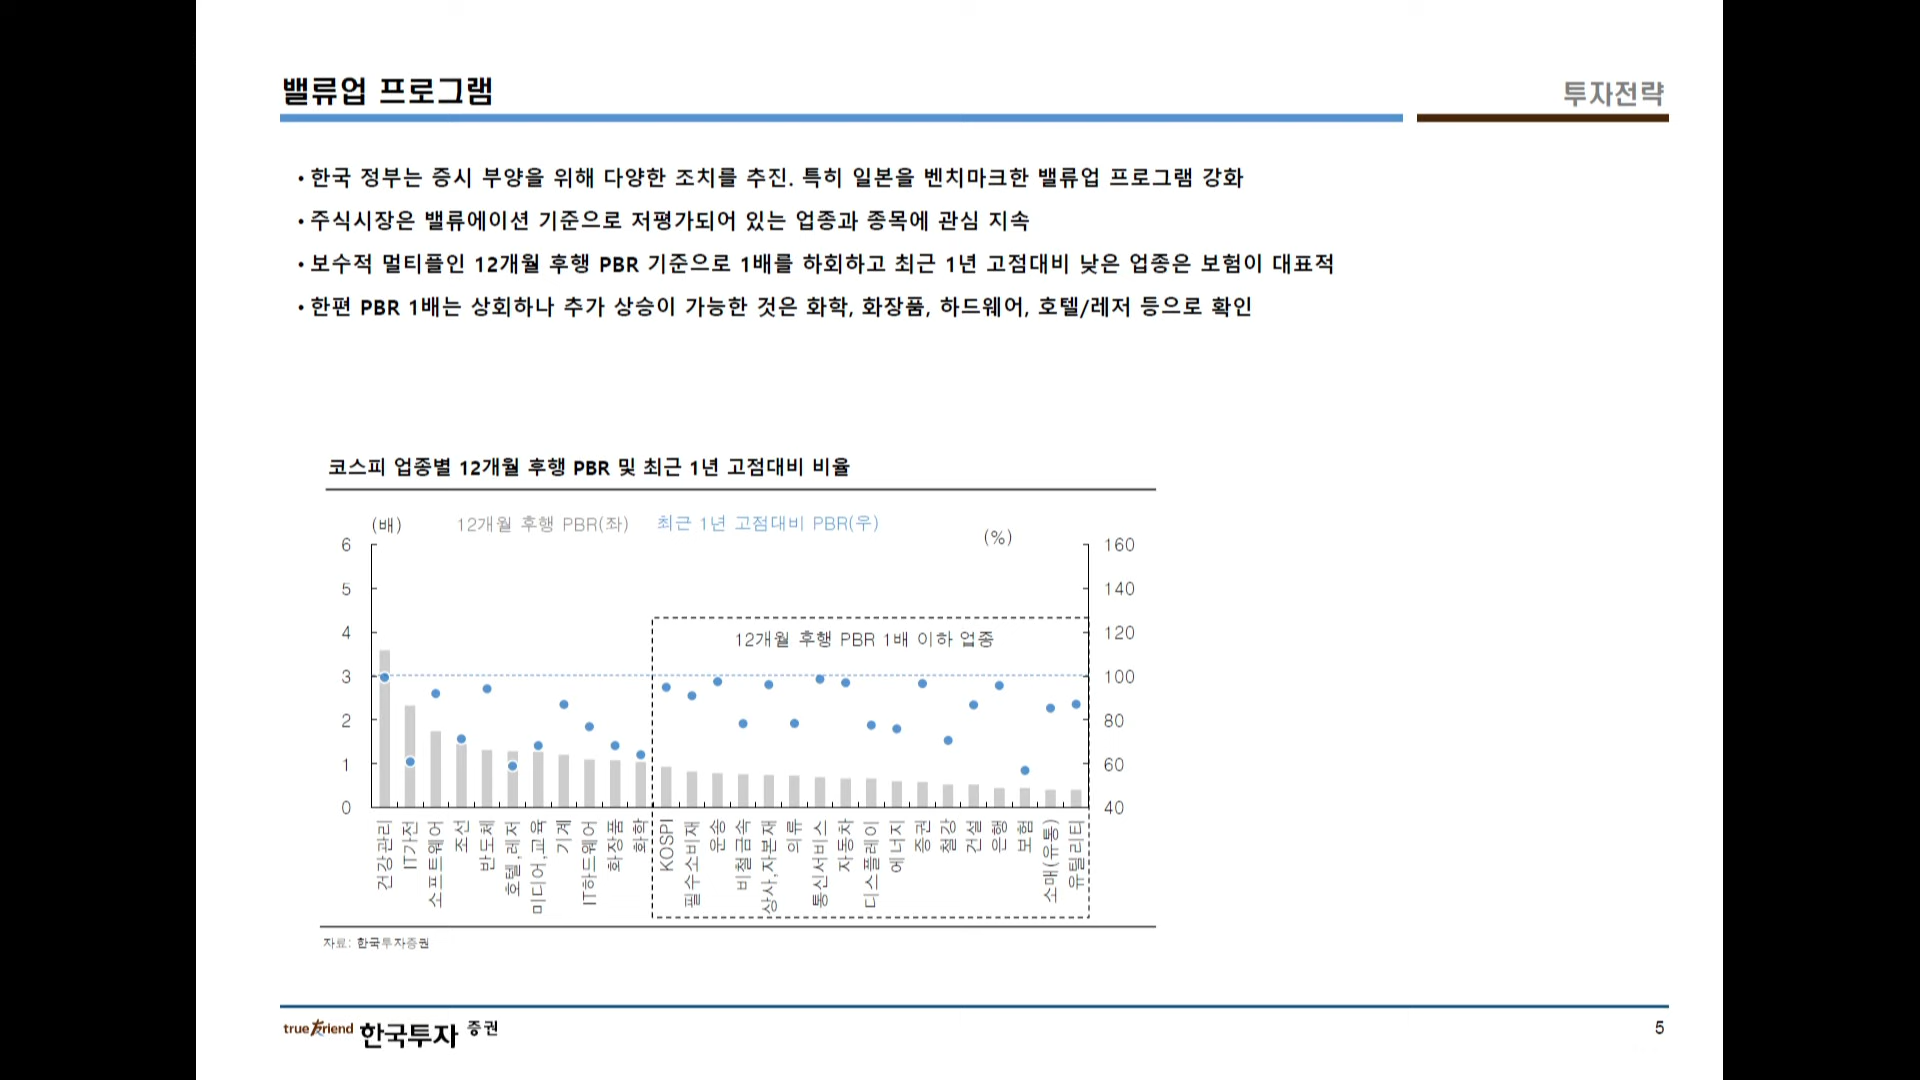 밸류업 프로그램
투자전략
• 한국 정부는 증시 부양을 위해 다양한 조치를 추진. 특히 일본을 벤치마크한 밸류업 프로그램 강화
• 주식시장은 밸류에이션 기준으로 저평가되어 있는 업종과 종목에 관심 지속
• 보수적 멀티플인 12개월 후행 PBR 기준으로 1배를 하회하고 최근 1년 고점대비 낮은 업종은 보험이 대표적
• 한편 PBR 1배는 상회하나 추가 상승이 가능한 것은 화학, 화장품, 하드웨어, 호텔/레저 등으로 확인
코스피 업종별 12개월 후행 PBR 및 최근 1년 고점대비 비율
(배)
12개월 후행 PBR(좌)
최근 1년 고점대비 PBR(우)
(%)
6
5
4
3
2
1
0
160
140
120
100
80
60
40
12개월 후행 PBR 1배 이하 업종
건강관리
IT가전
소프트웨어
조선
반도체
호텔,레저
미디어,교육
기계
IT하드웨어
화장품
화학
KOSPI
필수소비재
운송
비철금속
상사,자본재
의류
통신서비스
자동차
디스플레이
에너지
증권
철강
건설
은행
보험
소매(유통)
유틸리티
자료: 한국투자증권
true友riend 한국투자 증권
5